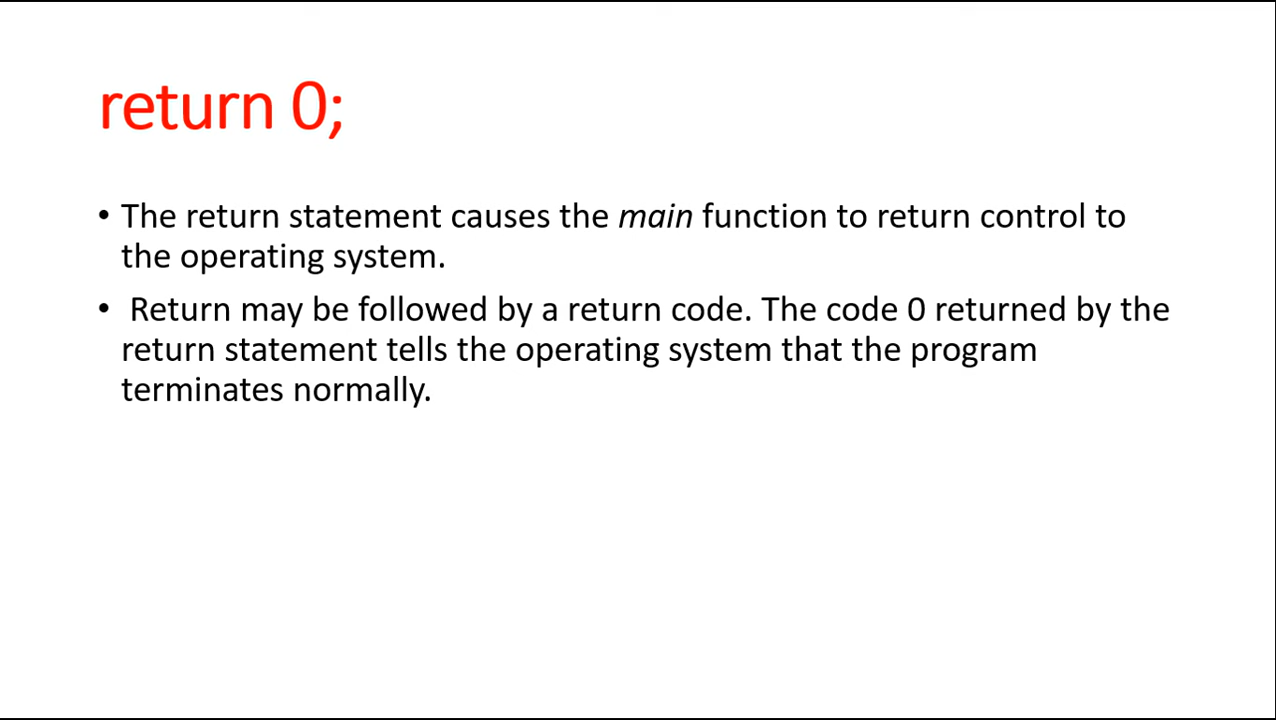 return 0;
• The return statement causes the main function to return control to
the operating system.
• Return may be followed by a return code. The code 0 returned by the
return statement tells the operating system that the program
terminates normally.